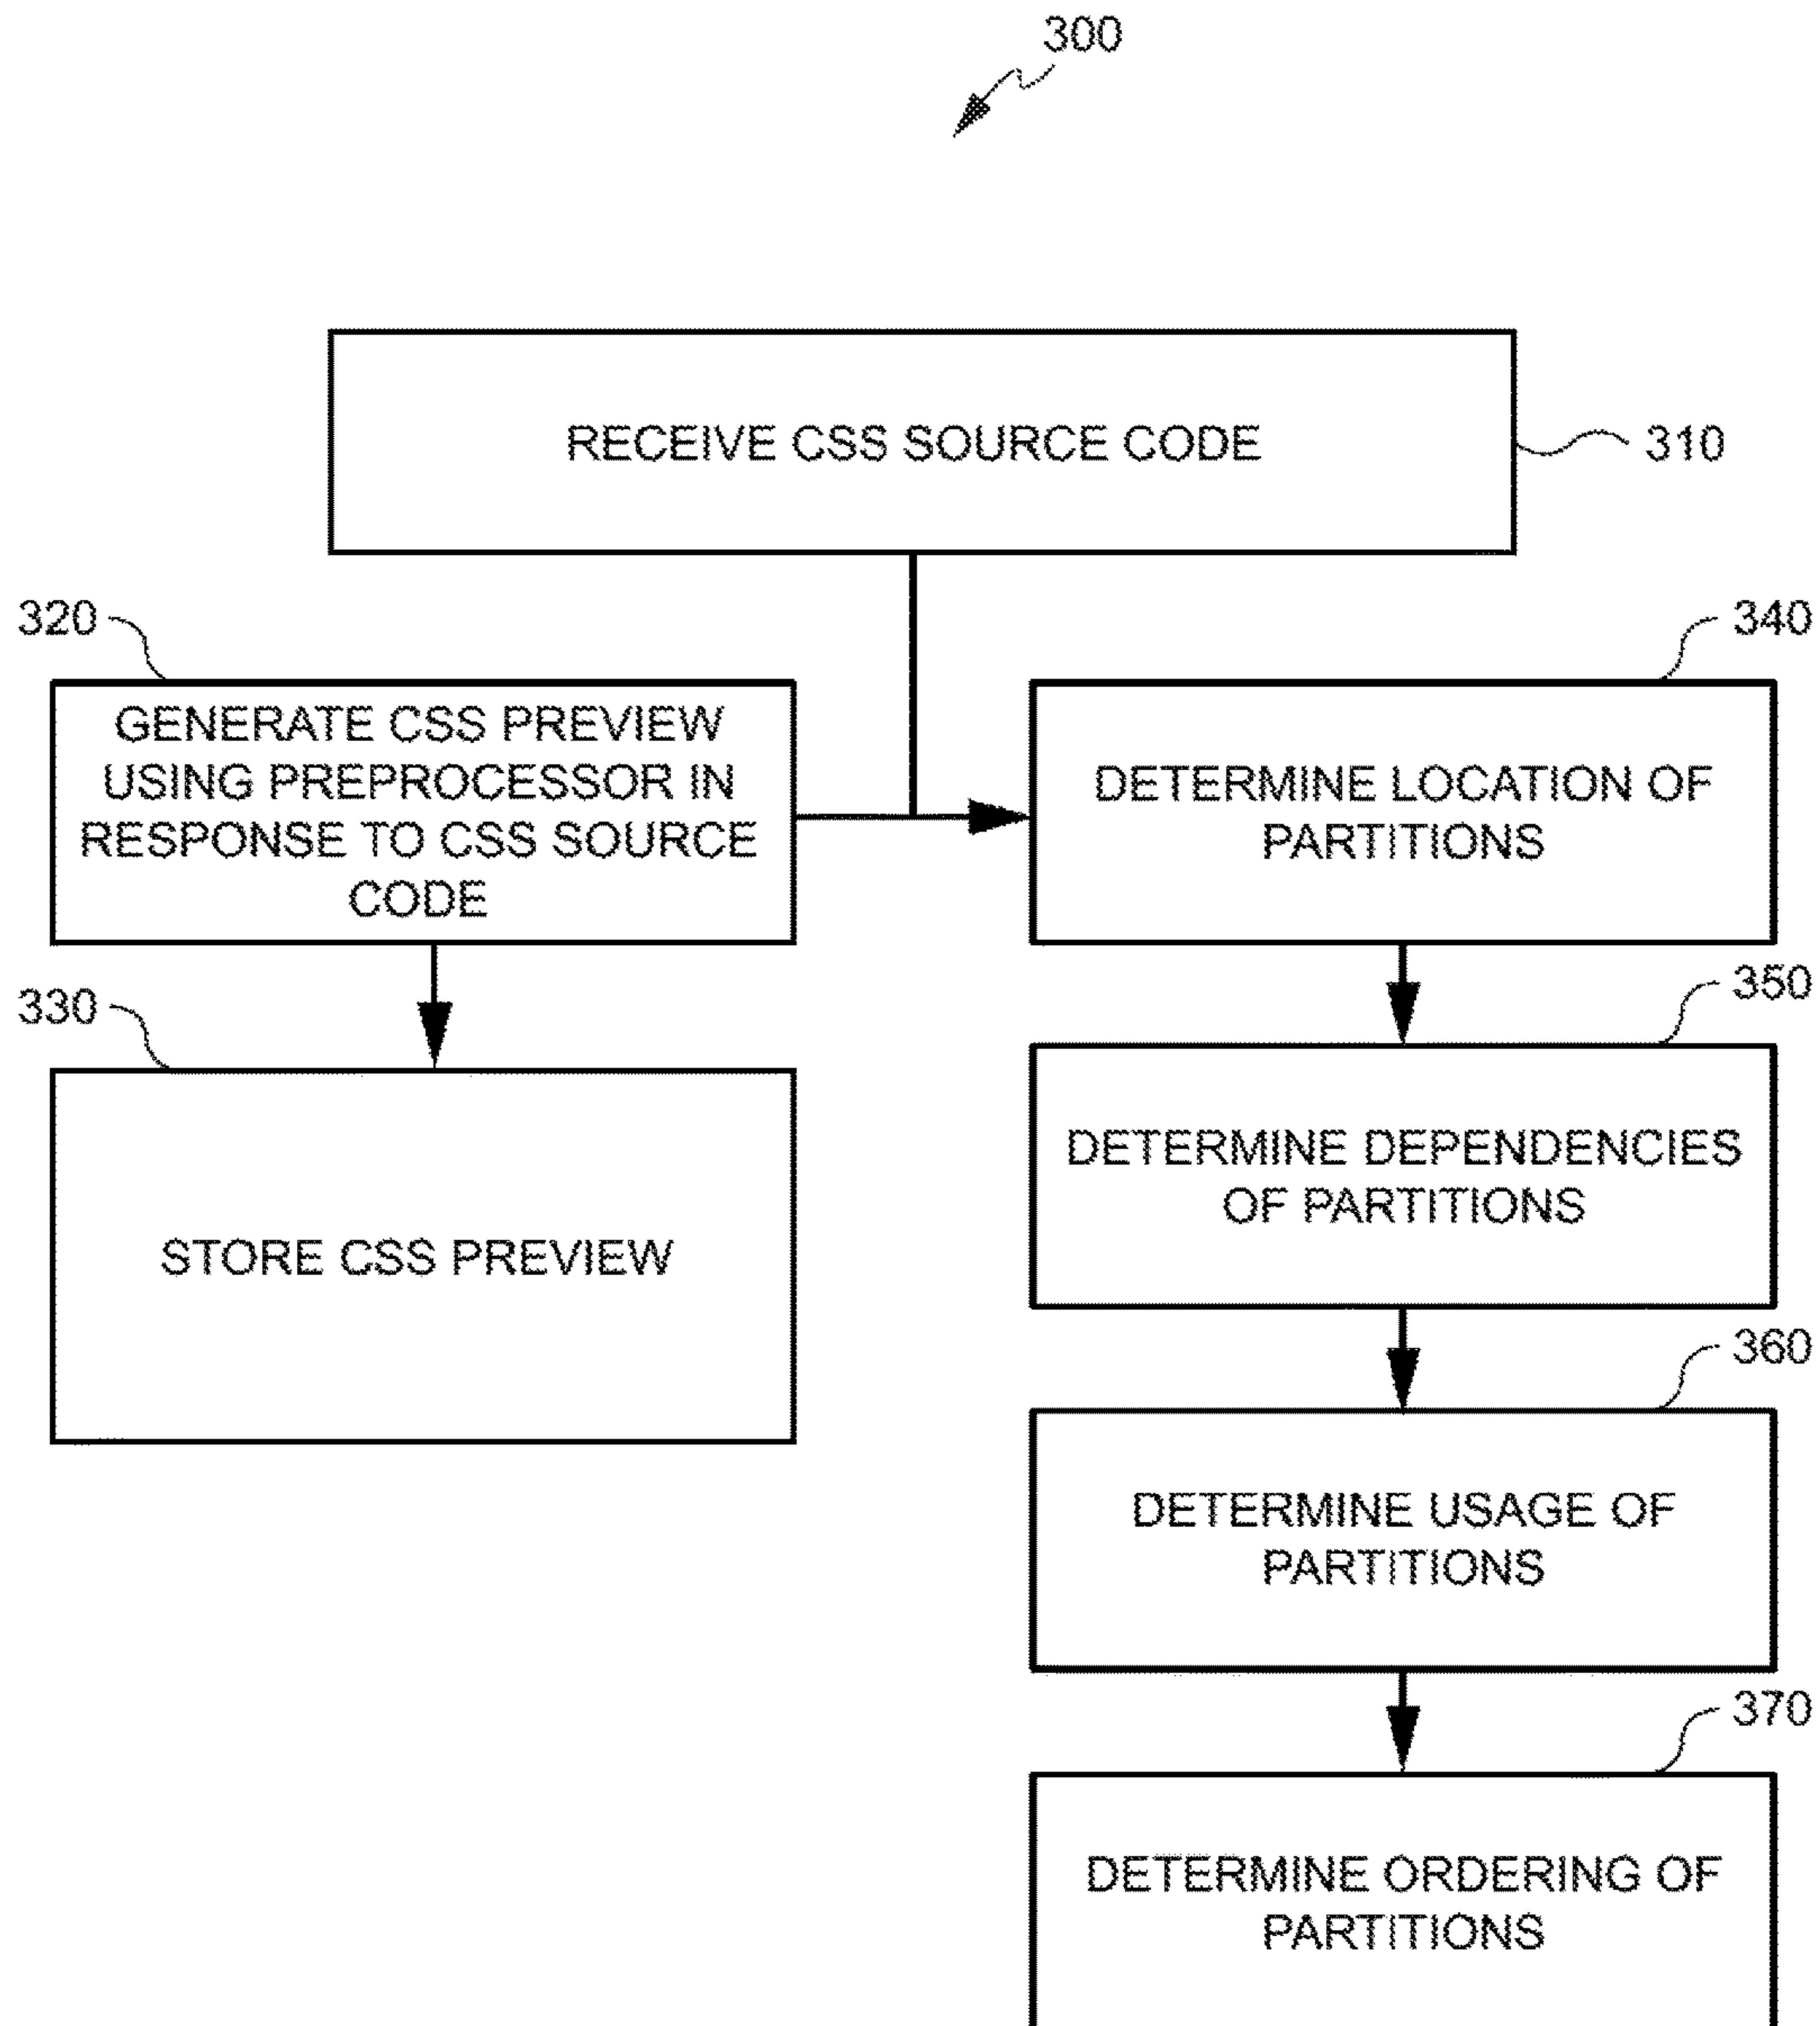 300
RECEIVE CSS SOURCE CODE
310
320
GENERATE CSS PREVIEW
USING PREPROCESSOR IN
RESPONSE TO CSS SOURCE
CODE
340
DETERMINE LOCATION OF
PARTITIONS
330
STORE CSS PREVIEW
350
DETERMINE DEPENDENCIES
OF PARTITIONS
360
DETERMINE USAGE OF
PARTITIONS
370
DETERMINE ORDERING OF
PARTITIONS